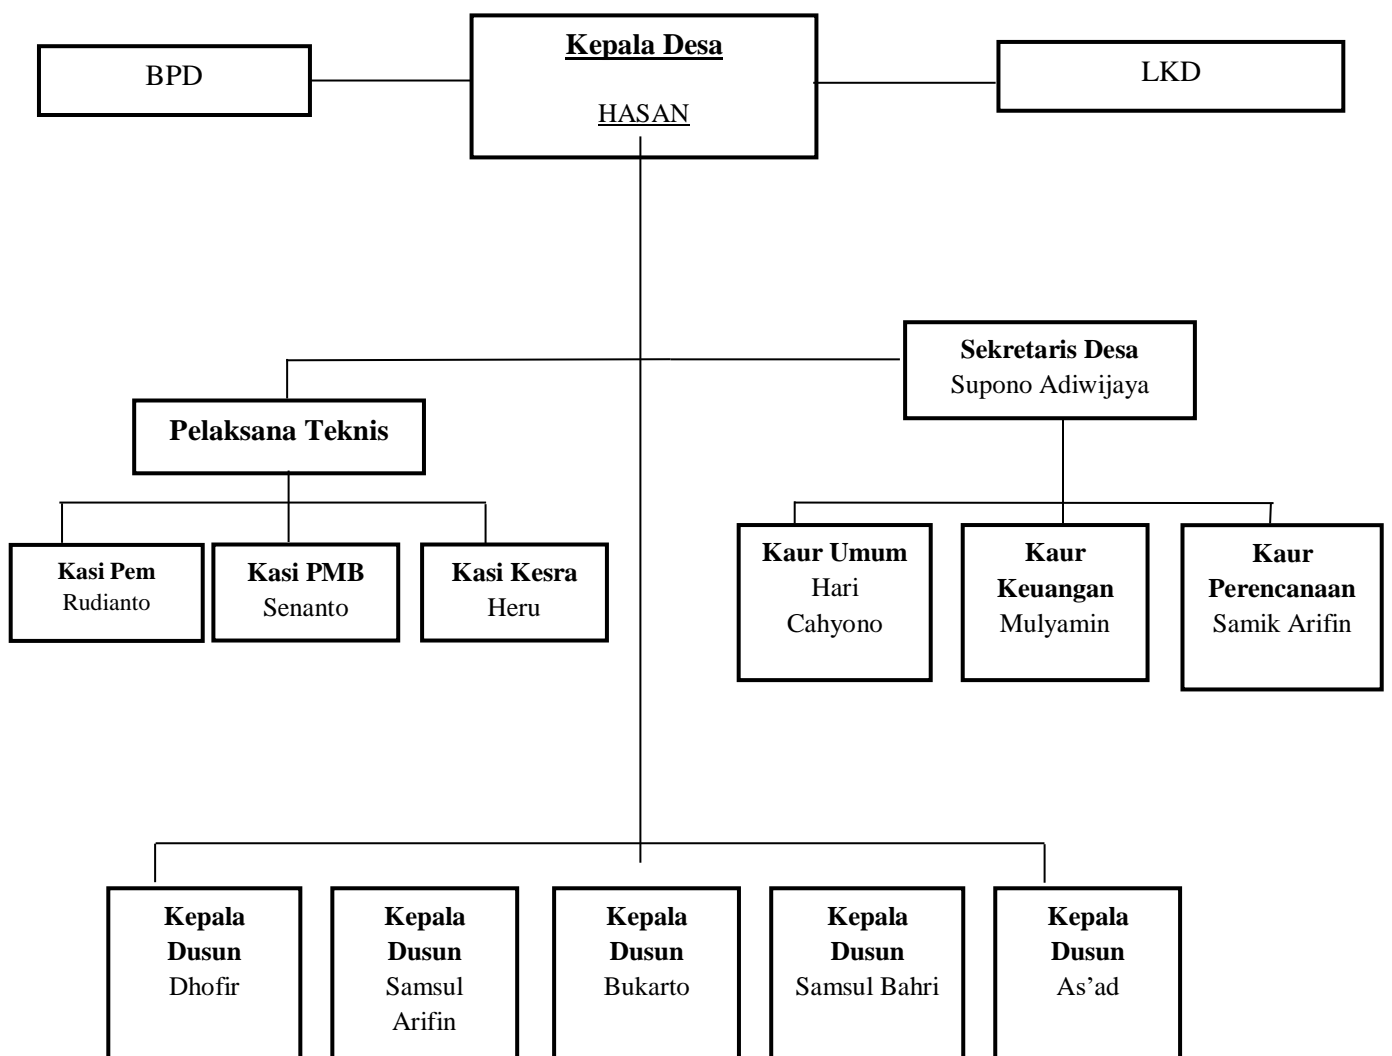 Kepala Desa
HASAN
BPD
LKD
Sekretaris Desa
Supono Adiwijaya
Pelaksana Teknis
Kasi Pem
Rudianto
Kasi PMB
Senanto
Kasi Kesra
Heru
Kaur Umum
Hari
Cahyono
Kaur
Keuangan
Mulyamin
Kaur
Perencanaan
Samik Arifin
Kepala
Dusun
Dhofir
Kepala
Dusun
Samsul
Arifin
Kepala
Dusun
Bukarto
Kepala
Dusun
Samsul Bahri
Kepala
Dusun
As’ad